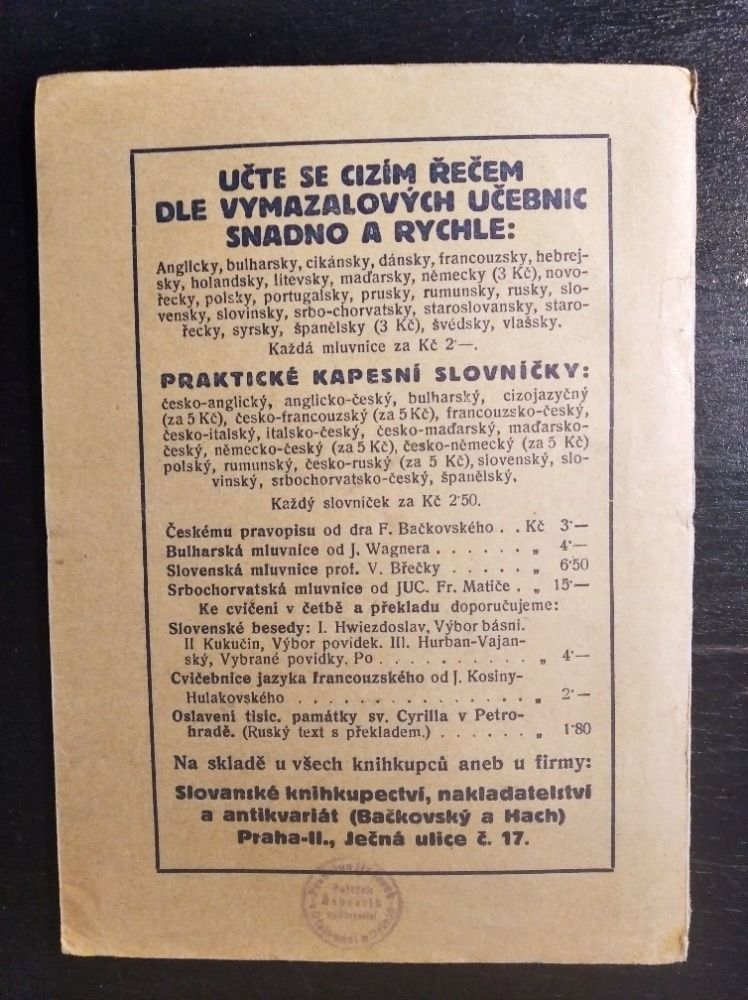 UČTE SE CIZÍM ŘEČEM
DLE VYMAZALOVÝCH UČEBNIC
SNADNO A RYCHLE:
Anglicky, bulharsky, cikánsky, dánsky, francouzsky, hebrej-
sky, holandsky, litevsky, maďarsky, německy (3 Kč), novo-
řecky, polsky, portugalsky, prusky, rumunsky, rusky, slo-
vensky, slovinsky, srbo-chorvatsky, staroslovansky, staro-
řecky, syrsky, španělsky (3 Kč), švédsky, vlašsky.
Každá mluvnice za Kč 2·—.
PRAKTICKÉ KAPESNÍ SLOVNÍČKY:
česko-anglický, anglicko-český, bulharský, cizojazyčný
(za 5 Kč), česko-francouzský (za 5 Kč), francouzsko-český,
česko-italský, italsko-český, česko-maďarský, maďarsko-
český, německo-český (za 5 Kč), česko-německý (za 5 Kč)
polský, rumunský, česko-ruský (za 5 Kč), slovenský, slo-
vinský, srbochorvatsko-český, španělský.
Každý slovníček za Kč 2·50.
Českému pravopisu od dra F. Bačkovského . . Kč 3·—
Bulharská mluvnice od J. Wagnera . . . . . . „ 4·—
Slovenská mluvnice prof. V. Břečky . . . . . „ 6·50
Srbochorvatská mluvnice od JUC. Fr. Matiče . „ 15·—
Ke cvičení v četbě a překladu doporučujeme:
Slovenské besedy: I. Hwiezdoslav, Výbor básní.
II Kukučin, Výbor povídek. III. Hurban-Vajan-
ský, Vybrané povídky. Po . . . . . . . . . . „ 4·—
Cvičebnice jazyka francouzského od J. Kosiny-
Hulakovského . . . . . . . . . . . . . . . „ 2·—
Oslavení tisíc. památky sv. Cyrilla v Petro-
hradě. (Ruský text s překladem.) . . . . . . „ 1·80
Na skladě u všech knihkupců aneb u firmy:
Slovanské knihkupectví, nakladatelství
a antikvariát (Bačkovský a Hach)
Praha-II., Ječná ulice č. 17.